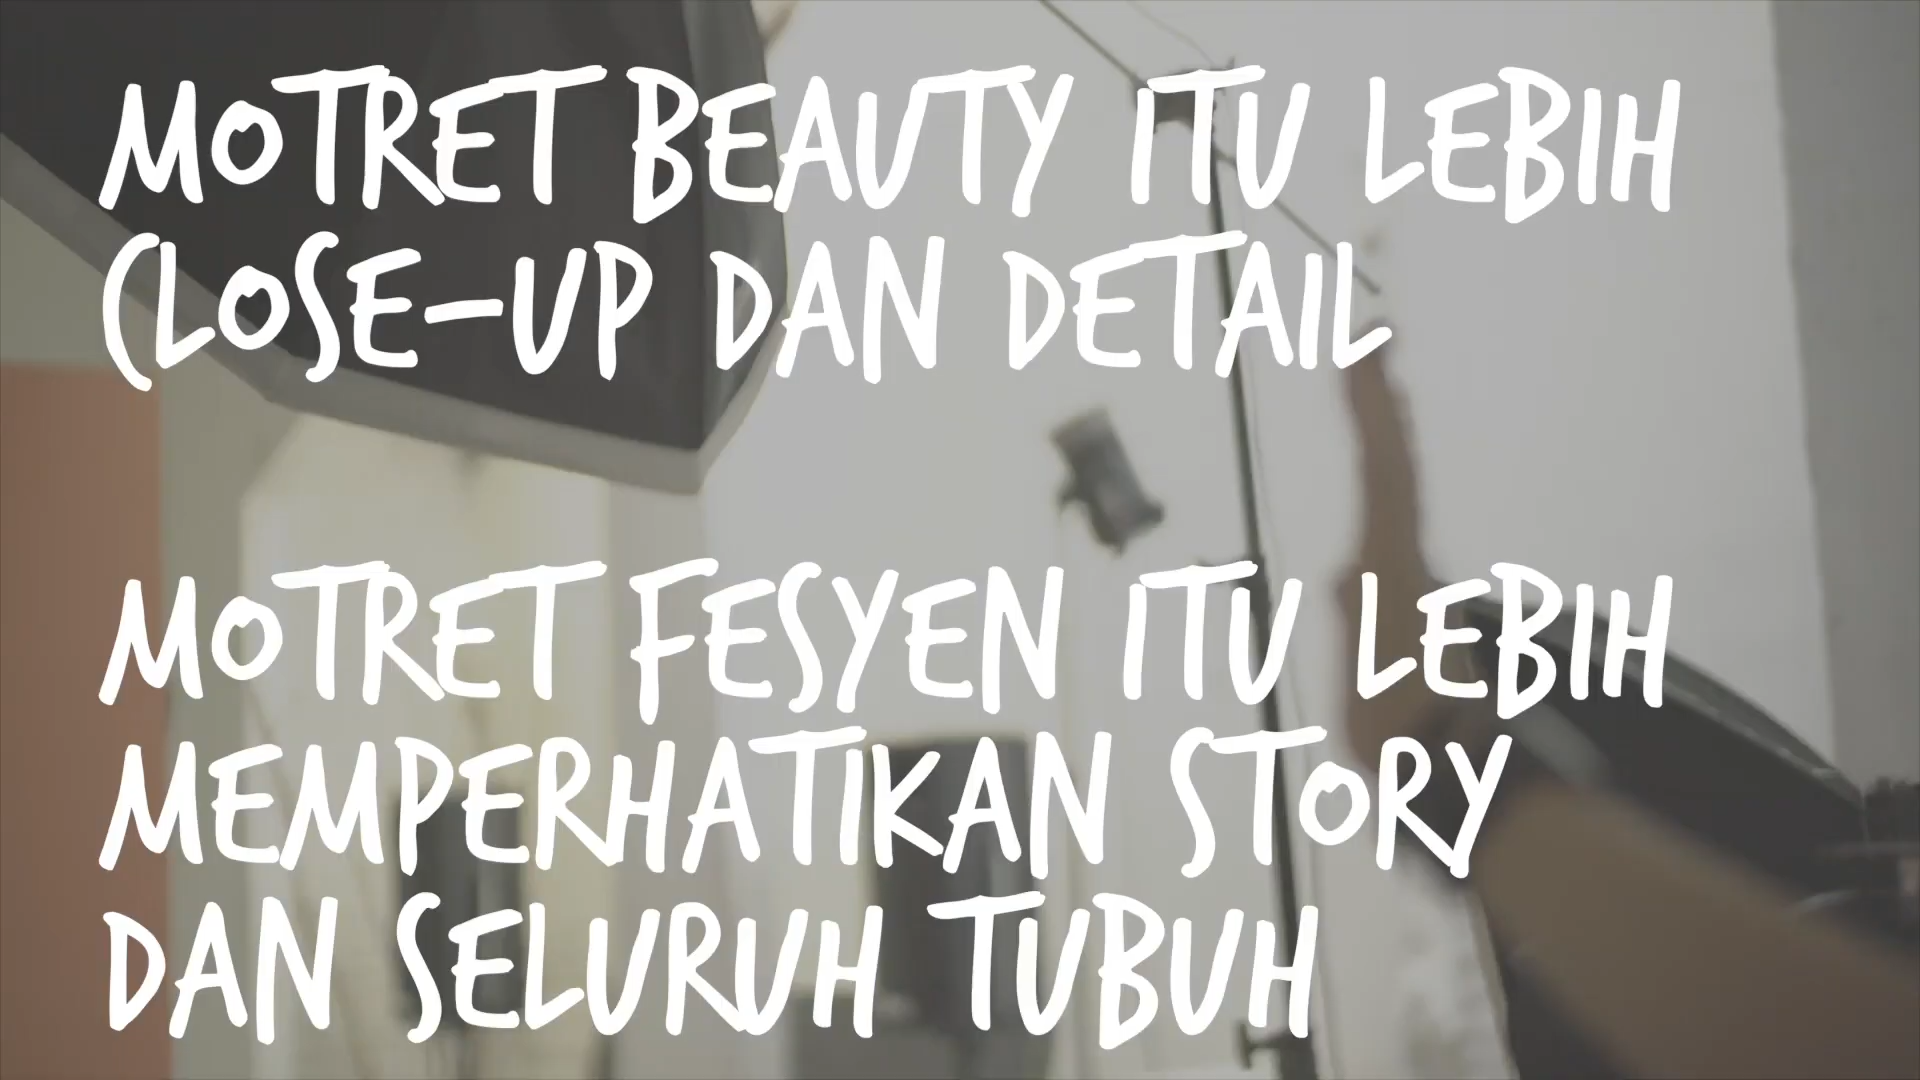 MOTRET BEAUTY ITU LEBIH
CLOSE-UP DAN DETAIL
MOTRET FESYEN ITU LEBIH
MEMPERHATIKAN STORY
DAN SELURUH TUBUH